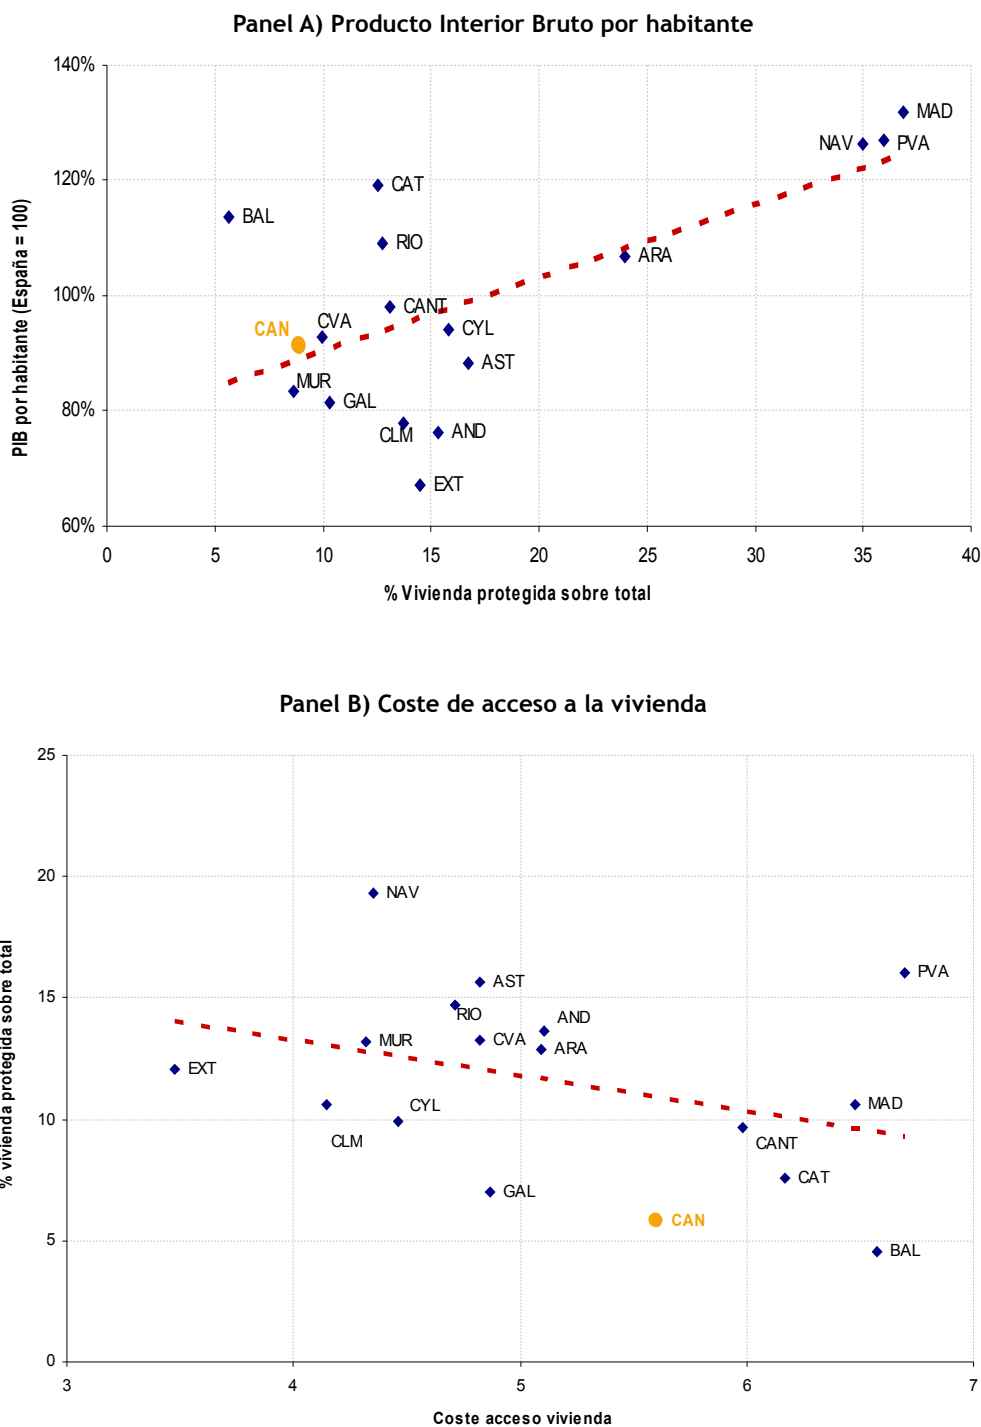 Panel A) Producto Interior Bruto por habitante
PIB por habitante (España = 100)
140%
120%
100%
80%
60%
MAD
NAV
PVA
CAT
BAL
RIO
ARA
CANT
CVA
CAN
CYL
AST
MUR
GAL
CLM
AND
EXT
0 5 10 15 20 25 30 35 40
% Vivienda protegida sobre total
Panel B) Coste de acceso a la vivienda
% vivienda protegida sobre total
25
20
15
10
5
0
NAV
PVA
AST
RIO
AND
MUR
CVA
ARA
EXT
CYL
MAD
CLM
CANT
CAT
GAL
CAN
BAL
3 4 5 6 7
Coste acceso vivienda